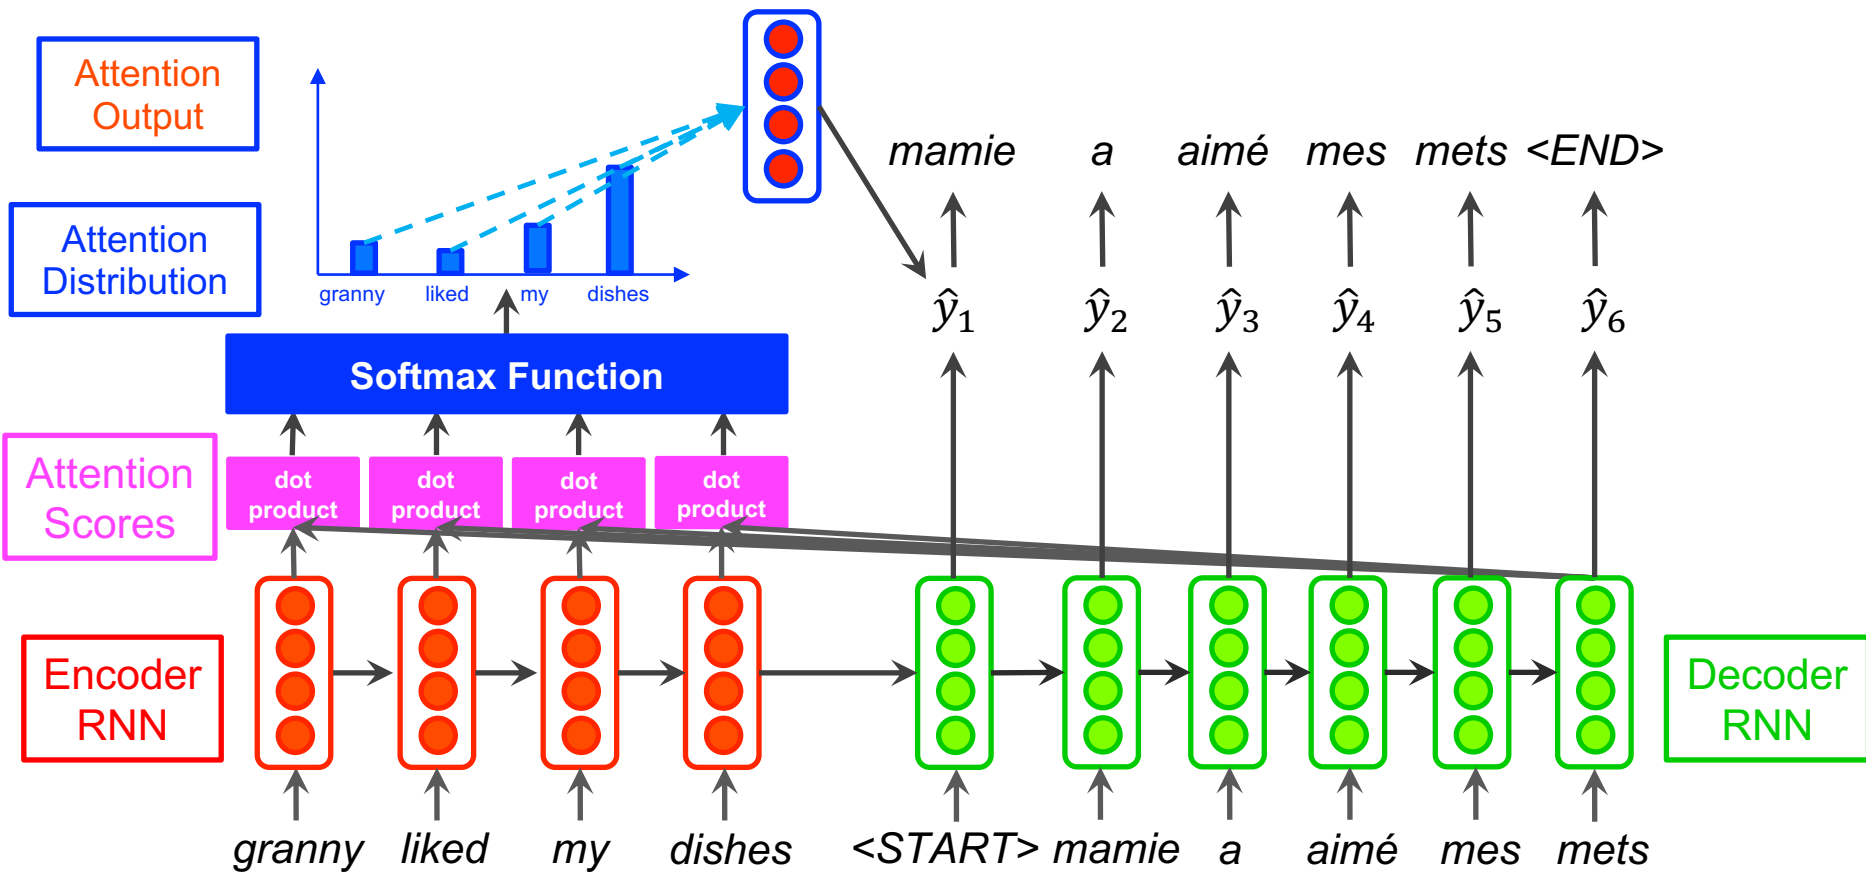 Attention
Output
Attention
Distribution
granny liked my dishes
Softmax Function
Attention
Scores
dot
product
dot
product
dot
product
dot
product
Encoder
RNN
granny liked my dishes
mamie a aimé mes mets <END>
ŷ1 ŷ2 ŷ3 ŷ4 ŷ5 ŷ6
Decoder
RNN
<START> mamie a aimé mes mets